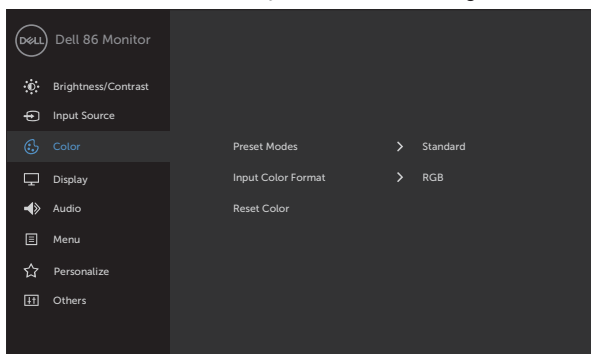 DELL Dell 86 Monitor
Brightness/Contrast
Input Source
Color
Preset Modes > Standard
Display
Input Color Format > RGB
Audio
Reset Color
Menu
Personalize
Others